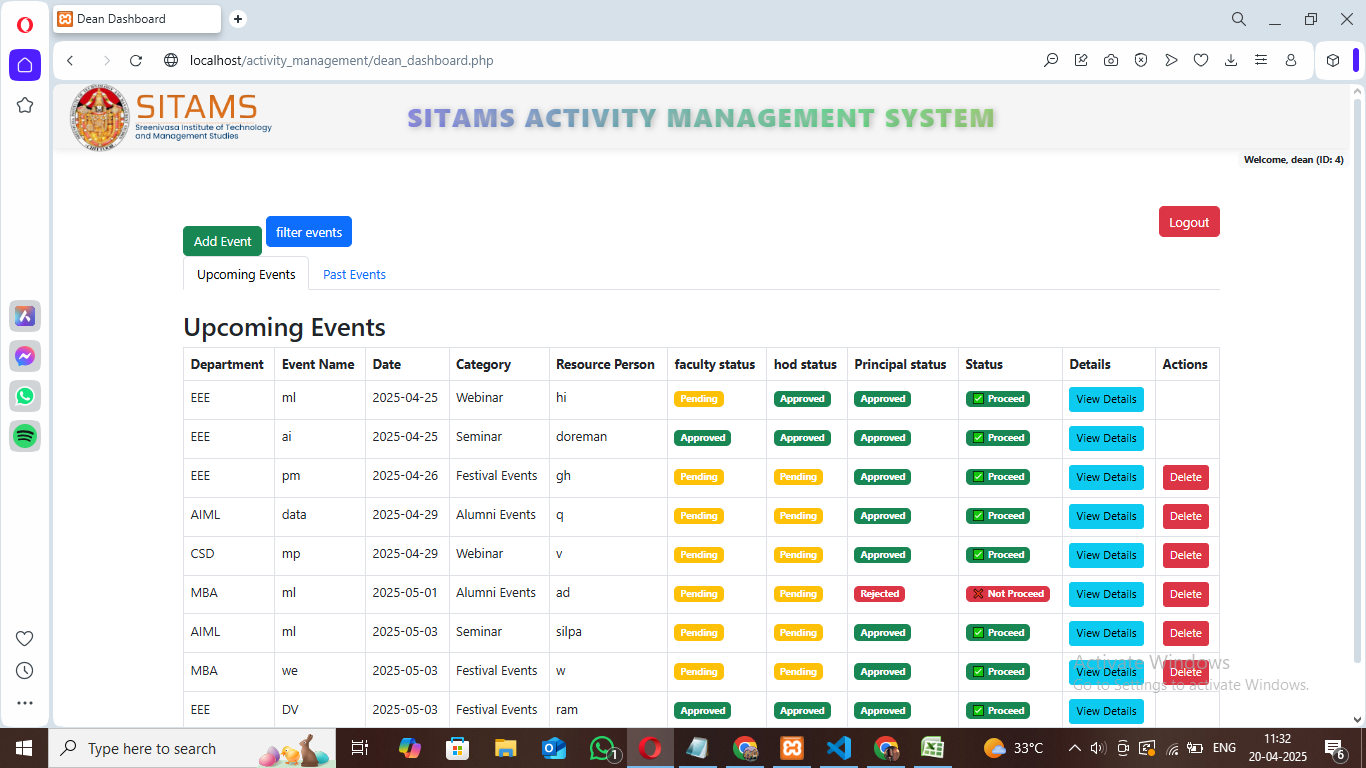 Dean Dashboard
localhost/activity_management/dean_dashboard.php
SITAMS
Sreenivasa Institute of Technology
and Management Studies
CHITTOOR
SITAMS ACTIVITY MANAGEMENT SYSTEM
Welcome, dean (ID: 4)
Add Event filter events Logout
Upcoming Events Past Events
Upcoming Events
Department Event Name Date Category Resource Person faculty status hod status Principal status Status Details Actions
EEE ml 2025-04-25 Webinar hi Pending Approved Approved ✅ Proceed View Details
EEE ai 2025-04-25 Seminar doreman Approved Approved Approved ✅ Proceed View Details
EEE pm 2025-04-26 Festival Events gh Pending Pending Approved ✅ Proceed View Details Delete
AIML data 2025-04-29 Alumni Events q Pending Pending Approved ✅ Proceed View Details Delete
CSD mp 2025-04-29 Webinar v Pending Pending Approved ✅ Proceed View Details Delete
MBA ml 2025-05-01 Alumni Events ad Pending Pending Rejected ❌ Not Proceed View Details Delete
AIML ml 2025-05-03 Seminar silpa Pending Pending Approved ✅ Proceed View Details Delete
MBA we 2025-05-03 Festival Events w Pending Pending Approved ✅ Proceed View Details Delete
EEE DV 2025-05-03 Festival Events ram Approved Approved Approved ✅ Proceed View Details
Activate Windows
Go to Settings to activate Windows.
Type here to search
1
33°C
ENG
11:32
20-04-2025
6